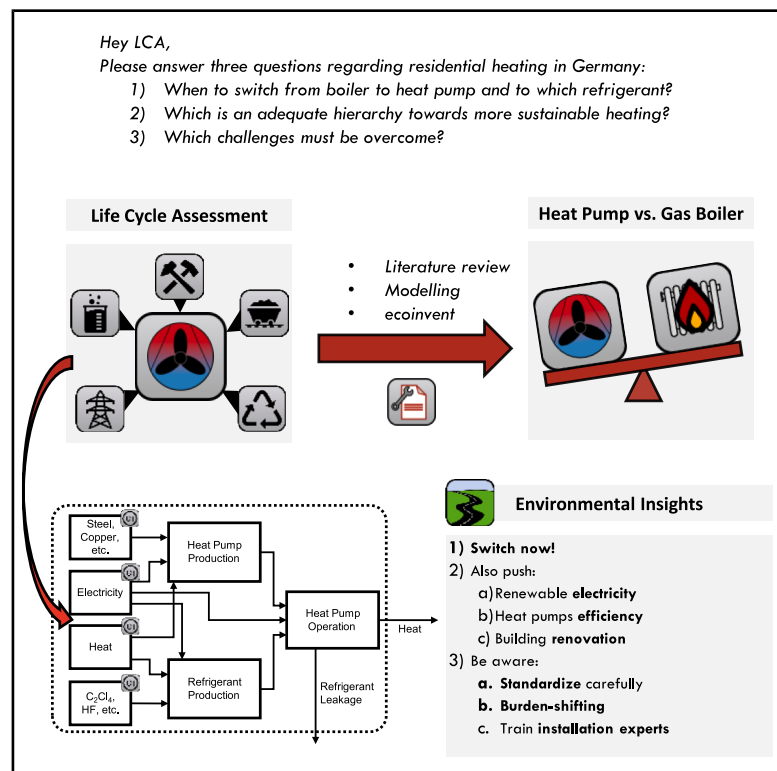 Hey LCA,
Please answer three questions regarding residential heating in Germany:
1) When to switch from boiler to heat pump and to which refrigerant?
2) Which is an adequate hierarchy towards more sustainable heating?
3) Which challenges must be overcome?
Life Cycle Assessment
Heat Pump vs. Gas Boiler
• Literature review
• Modelling
• ecoinvent
Steel,
Copper,
etc.
Electricity
Heat
C₂Cl₄,
HF, etc.
Heat Pump
Production
Refrigerant
Production
Heat Pump
Operation
Heat
Refrigerant
Leakage
Environmental Insights
1) Switch now!
2) Also push:
a) Renewable electricity
b) Heat pumps efficiency
c) Building renovation
3) Be aware:
a. Standardize carefully
b. Burden-shifting
c. Train installation experts